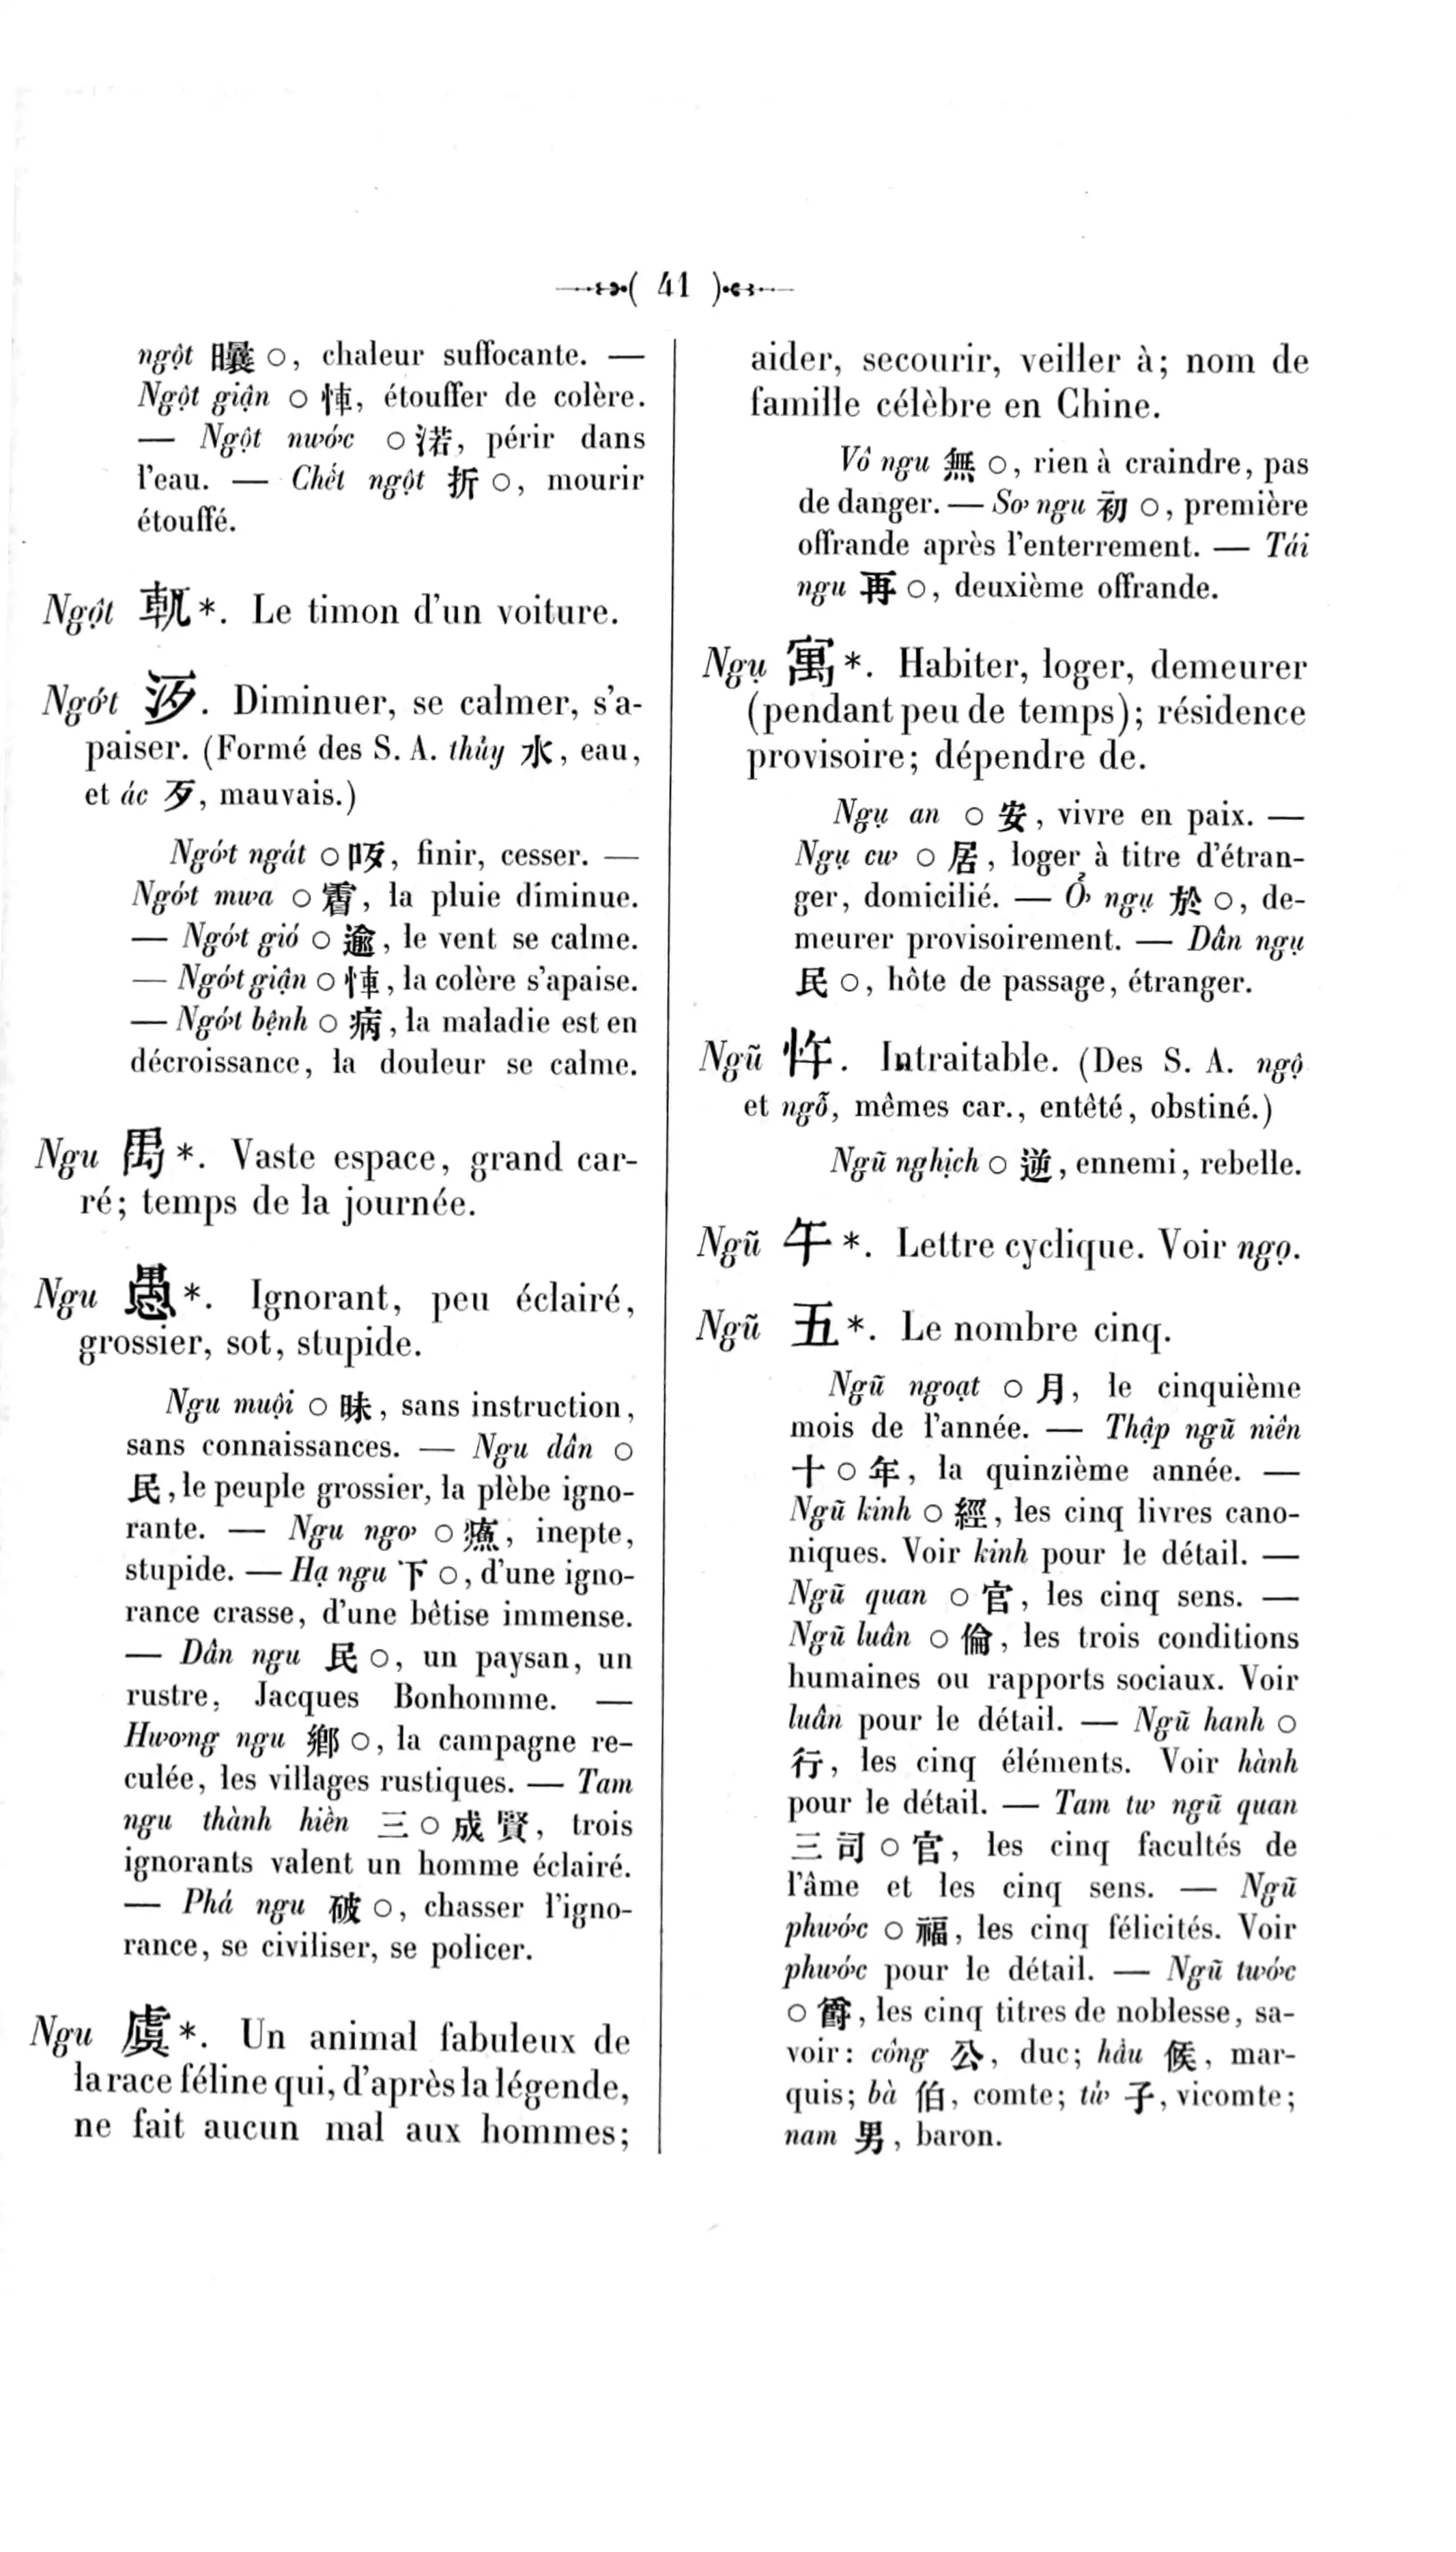 ( 41 )
ngột 曩 ○, chaleur suffocante. —
Ngột giận ○ 恽, étouffer de colère.
— Ngột nước ○ 渃, périr dans
l'eau. — Chết ngột 折 ○, mourir
étouffé.
Ngột 軏 *. Le timon d'un voiture.
Ngớt 沔. Diminuer, se calmer, s'a-
paiser. (Formé des S. A. thủy 水, eau,
et ác 歹, mauvais.)
Ngớt ngát ○, finir, cesser. —
Ngớt mưa ○, la pluie diminue.
— Ngớt gió ○, le vent se calme.
— Ngớt giận ○, la colère s'apaise.
— Ngớt bệnh ○ 病, la maladie est en
décroissance, la douleur se calme.
Ngu 禺 *. Vaste espace, grand car-
ré; temps de la journée.
Ngu 愚 *. Ignorant, peu éclairé,
grossier, sot, stupide.
Ngu muội ○ 昧, sans instruction,
sans connaissances. — Ngu dân ○
民, le peuple grossier, la plèbe igno-
rante. — Ngu ngơ ○, inepte,
stupide. — Hạ ngu 下 ○, d'une igno-
rance crasse, d'une bêtise immense.
— Dân ngu 民 ○, un paysan, un
rustre, Jacques Bonhomme. —
Hương ngu 鄉 ○, la campagne re-
culée, les villages rustiques. — Tam
ngu thành hiền 三 ○ 成 賢, trois
ignorants valent un homme éclairé.
— Phá ngu 破 ○, chasser l'igno-
rance, se civiliser, se policer.
Ngu 虞 *. Un animal fabuleux de
la race féline qui, d'après la légende,
ne fait aucun mal aux hommes;
aider, secourir, veiller à; nom de
famille célèbre en Chine.
Vô ngu 無 ○, rien à craindre, pas
de danger. — Sơ ngu 初 ○, première
offrande après l'enterrement. — Tái
ngu 再 ○, deuxième offrande.
Ngụ 寓 *. Habiter, loger, demeurer
(pendant peu de temps); résidence
provisoire; dépendre de.
Ngụ an ○ 安, vivre en paix. —
Ngụ cư ○ 居, loger à titre d'étran-
ger, domicilié. — Ở ngụ 於 ○, de-
meurer provisoirement. — Dân ngụ
民 ○, hôte de passage, étranger.
Ngũ 忤. Intraitable. (Des S. A. ngộ
et ngỗ, mêmes car., entêté, obstiné.)
Ngũ nghịch ○ 逆, ennemi, rebelle.
Ngũ 午 *. Lettre cyclique. Voir ngọ.
Ngũ 五 *. Le nombre cinq.
Ngũ ngoạt ○ 月, le cinquième
mois de l'année. — Thập ngũ niên
十 ○ 年, la quinzième année. —
Ngũ kinh ○ 經, les cinq livres cano-
niques. Voir kinh pour le détail. —
Ngũ quan ○ 官, les cinq sens. —
Ngũ luân ○ 倫, les trois conditions
humaines ou rapports sociaux. Voir
luân pour le détail. — Ngũ hanh ○
行, les cinq éléments. Voir hành
pour le détail. — Tam tư ngũ quan
三 司 ○ 官, les cinq facultés de
l'âme et les cinq sens. — Ngũ
phước ○ 福, les cinq félicités. Voir
phước pour le détail. — Ngũ tước
○ 爵, les cinq titres de noblesse, sa-
voir: công 公, duc; hầu 候, mar-
quis; bà 伯, comte; tử 子, vicomte;
nam 男, baron.